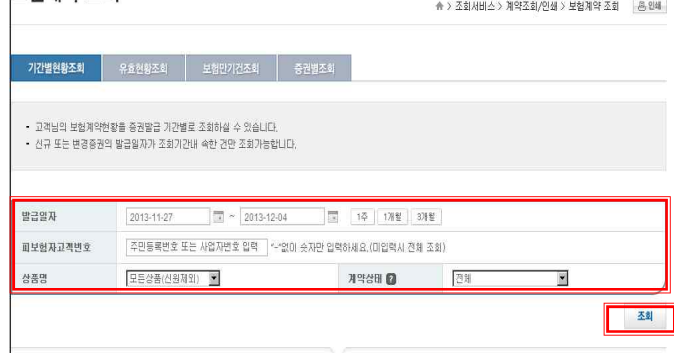 > 조회서비스 > 계약조회/인쇄 > 보험계약 조회 인쇄
기간별현황조회 유효현황조회 보험만기건조회 증권별조회
• 고객님의 보험계약현황을 증권발급 기간별로 조회하실 수 있습니다.
• 신규 또는 변경증권의 발급일자가 조회기간내 속한 건만 조회가능합니다.
발급일자 2013-11-27 ~ 2013-12-04 1주 1개월 3개월
피보험자고객번호 주민등록번호 또는 사업자번호 입력 "-"없이 숫자만 입력하세요.(미입력시 전체 조회)
상품명 모든상품(신원제외) 계약상태 ? 전체
조회